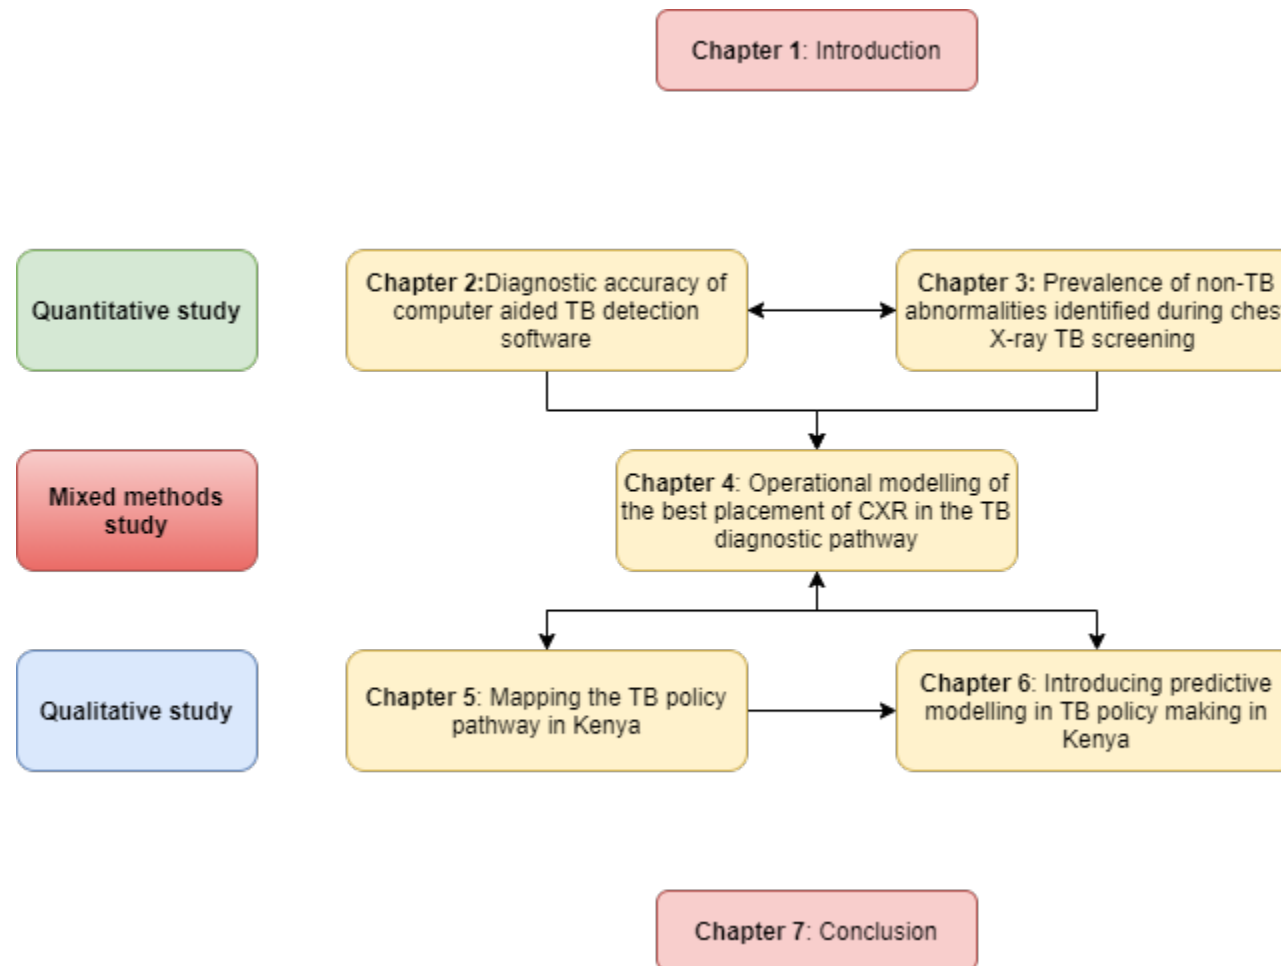 Chapter 1: Introduction
Quantitative study
Chapter 2:Diagnostic accuracy of
computer aided TB detection
software
Chapter 3: Prevalence of non-TB
abnormalities identified during ches
X-ray TB screening
Mixed methods
study
Chapter 4: Operational modelling of
the best placement of CXR in the TB
diagnostic pathway
Qualitative study
Chapter 5: Mapping the TB policy
pathway in Kenya
Chapter 6: Introducing predictive
modelling in TB policy making in
Kenya
Chapter 7: Conclusion